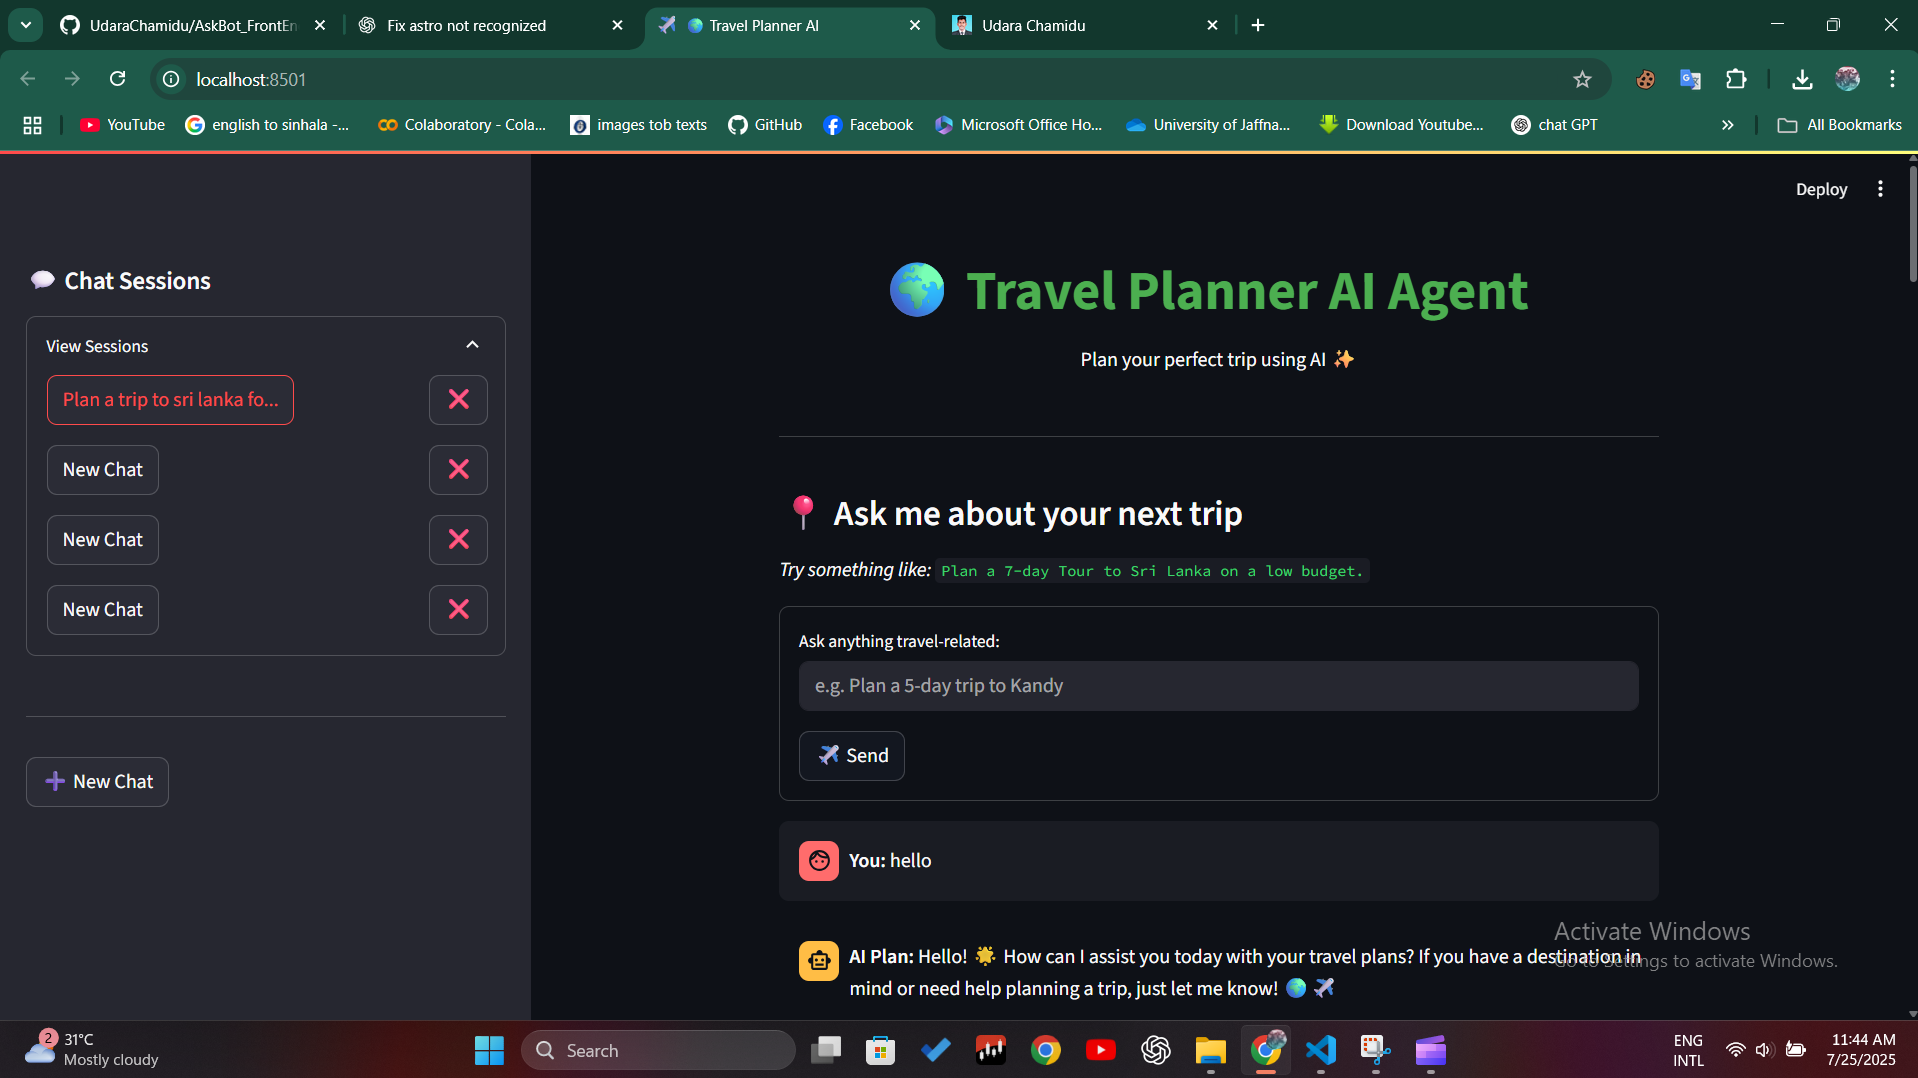 UdaraChamidu/AskBot_FrontEn
Fix astro not recognized
Travel Planner AI
Udara Chamidu
localhost:8501
YouTube
english to sinhala -...
Colaboratory - Cola...
images tob texts
GitHub
Facebook
Microsoft Office Ho...
University of Jaffna...
Download Youtube...
chat GPT
All Bookmarks
Deploy
Chat Sessions
View Sessions
Plan a trip to sri lanka fo...
New Chat
New Chat
New Chat
New Chat
Travel Planner AI Agent
Plan your perfect trip using AI
Ask me about your next trip
Try something like: Plan a 7-day Tour to Sri Lanka on a low budget.
Ask anything travel-related:
e.g. Plan a 5-day trip to Kandy
Send
You: hello
AI Plan: Hello! 🌟 How can I assist you today with your travel plans? If you have a destination in
mind or need help planning a trip, just let me know! 🌍 ✈️
Activate Windows
Go to Settings to activate Windows.
2
31°C
Mostly cloudy
Search
ENG
INTL
11:44 AM
7/25/2025